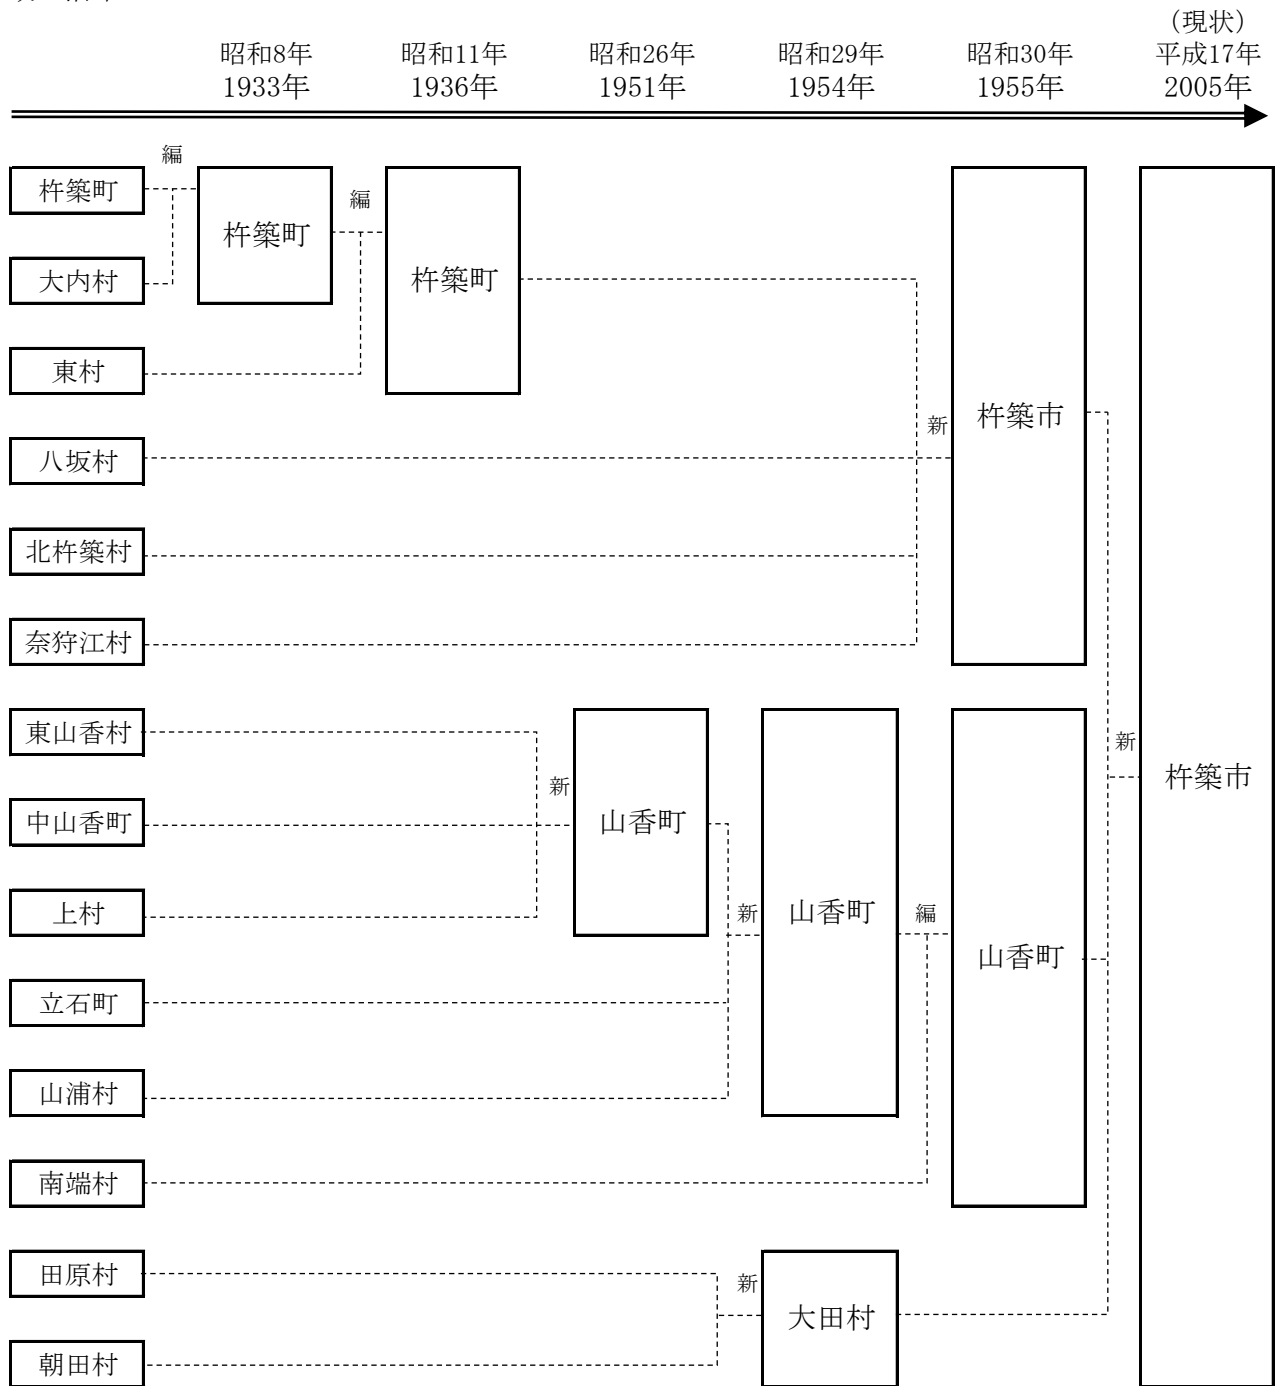 （現状）
昭和8年 昭和11年 昭和26年 昭和29年 昭和30年 平成17年
1933年 1936年 1951年 1954年 1955年 2005年
編
杵築町
編
杵築町
大内村
杵築町
東村
杵築市
新
八坂村
北杵築村
奈狩江村
東山香村
新
杵築市
新
中山香町
山香町
上村
新
山香町
編
山香町
立石町
山浦村
南端村
田原村
新
大田村
朝田村